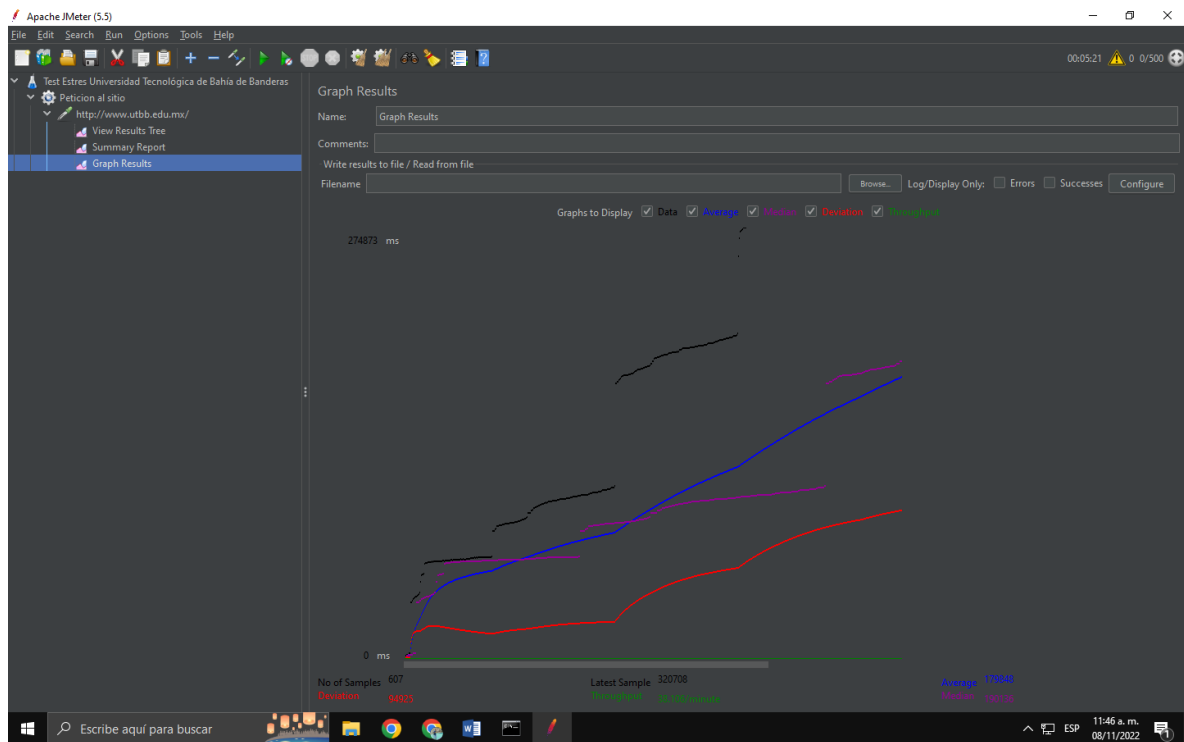 Apache JMeter (5.5)
File Edit Search Run Options Tools Help
00:05:21 0 0/500
Test Estres Universidad Tecnológica de Bahía de Banderas
Peticion al sitio
http://www.utbb.edu.mx/
View Results Tree
Summary Report
Graph Results
Graph Results
Name: Graph Results
Comments:
Write results to file / Read from file
Filename Browse... Log/Display Only: Errors Successes Configure
Graphs to Display Data Average Median Deviation Throughput
274873 ms
0 ms
No of Samples 607 Latest Sample 320708 Average 179848
Deviation 94925 Throughput Median
Escribe aquí para buscar
ESP
11:46 a. m.
08/11/2022
1